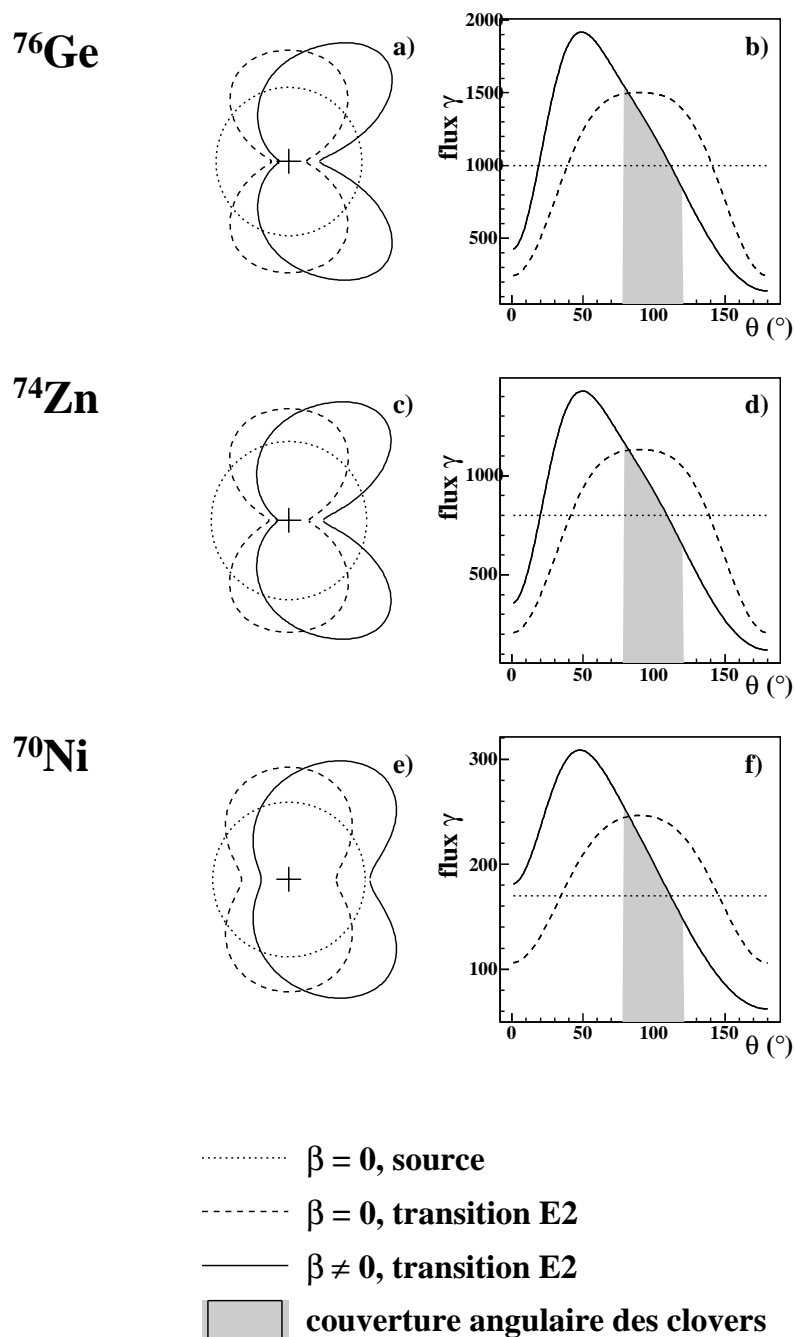 ⁷⁶Ge
a)
b)
flux γ
2000
1500
1000
500
0
50
100
150
θ (°)
⁷⁴Zn
c)
d)
flux γ
1000
500
0
50
100
150
θ (°)
⁷⁰Ni
e)
f)
flux γ
300
200
100
0
50
100
150
θ (°)
β = 0, source
β = 0, transition E2
β ≠ 0, transition E2
couverture angulaire des clovers